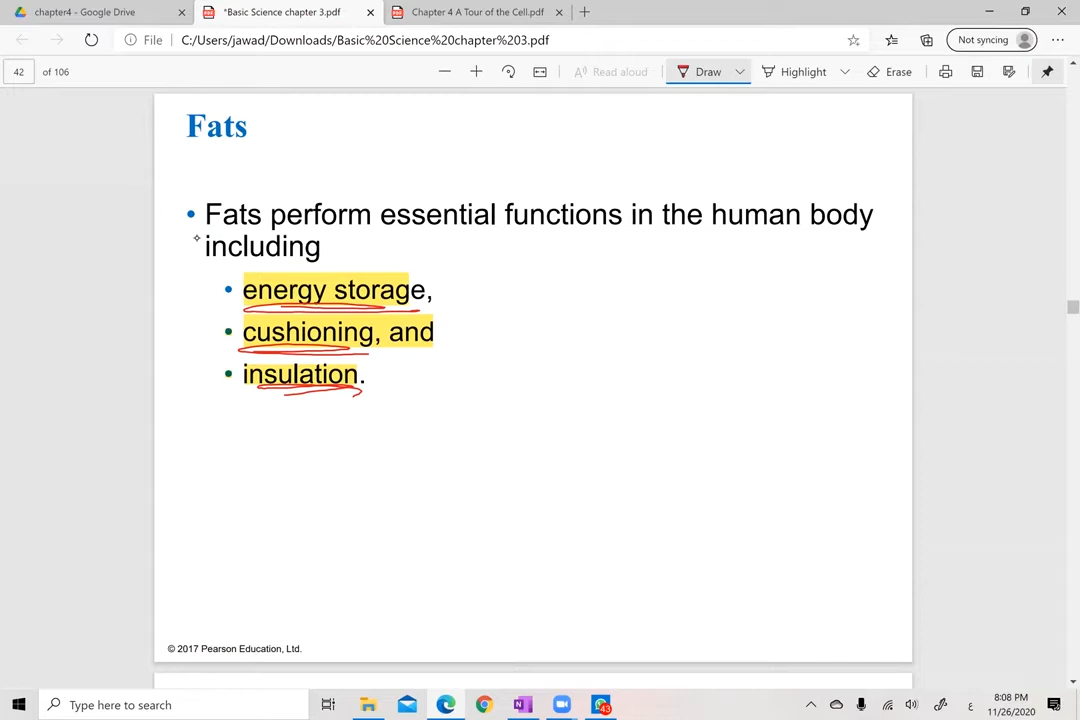 chapter4 - Google Drive
*Basic Science chapter 3.pdf
Chapter 4 A Tour of the Cell.pdf
File
C:/Users/jawad/Downloads/Basic%20Science%20chapter%203.pdf
Not syncing
42 of 106
Read aloud
Draw
Highlight
Erase
Fats
• Fats perform essential functions in the human body
including
• energy storage,
• cushioning, and
• insulation.
© 2017 Pearson Education, Ltd.
Type here to search
43
ع
8:08 PM
11/26/2020